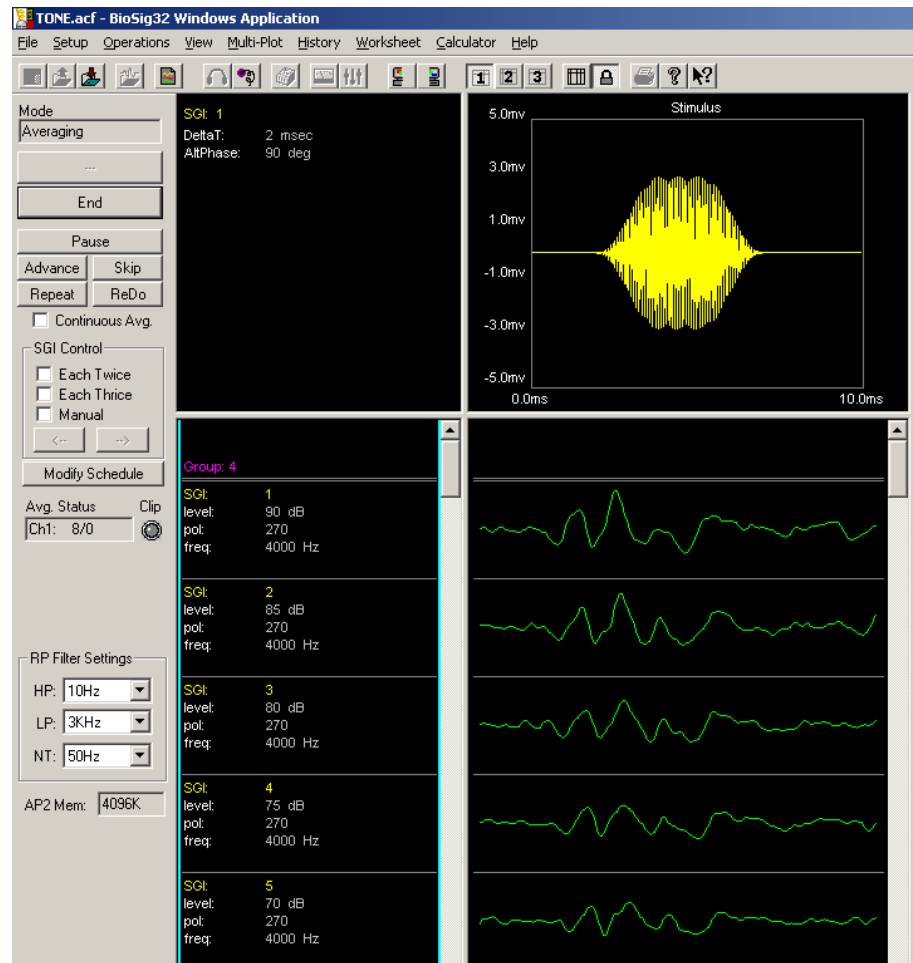 TONE.acf - BioSig32 Windows Application
File Setup Operations View Multi-Plot History Worksheet Calculator Help
1 2 3
Mode
Averaging
...
End
Pause
Advance Skip
Repeat ReDo
Continuous Avg.
SGI Control
Each Twice
Each Thrice
Manual
<-- -->
Modify Schedule
Avg. Status Clip
Ch1: 8/0
RP Filter Settings
HP: 10Hz
LP: 3KHz
NT: 50Hz
AP2 Mem: 4096K
SGI: 1
DeltaT: 2 msec
AltPhase: 90 deg
Stimulus
5.0mv
3.0mv
1.0mv
-1.0mv
-3.0mv
-5.0mv
0.0ms 10.0ms
Group: 4
SGI: 1
level: 90 dB
pol: 270
freq: 4000 Hz
SGI: 2
level: 85 dB
pol: 270
freq: 4000 Hz
SGI: 3
level: 80 dB
pol: 270
freq: 4000 Hz
SGI: 4
level: 75 dB
pol: 270
freq: 4000 Hz
SGI: 5
level: 70 dB
pol: 270
freq: 4000 Hz